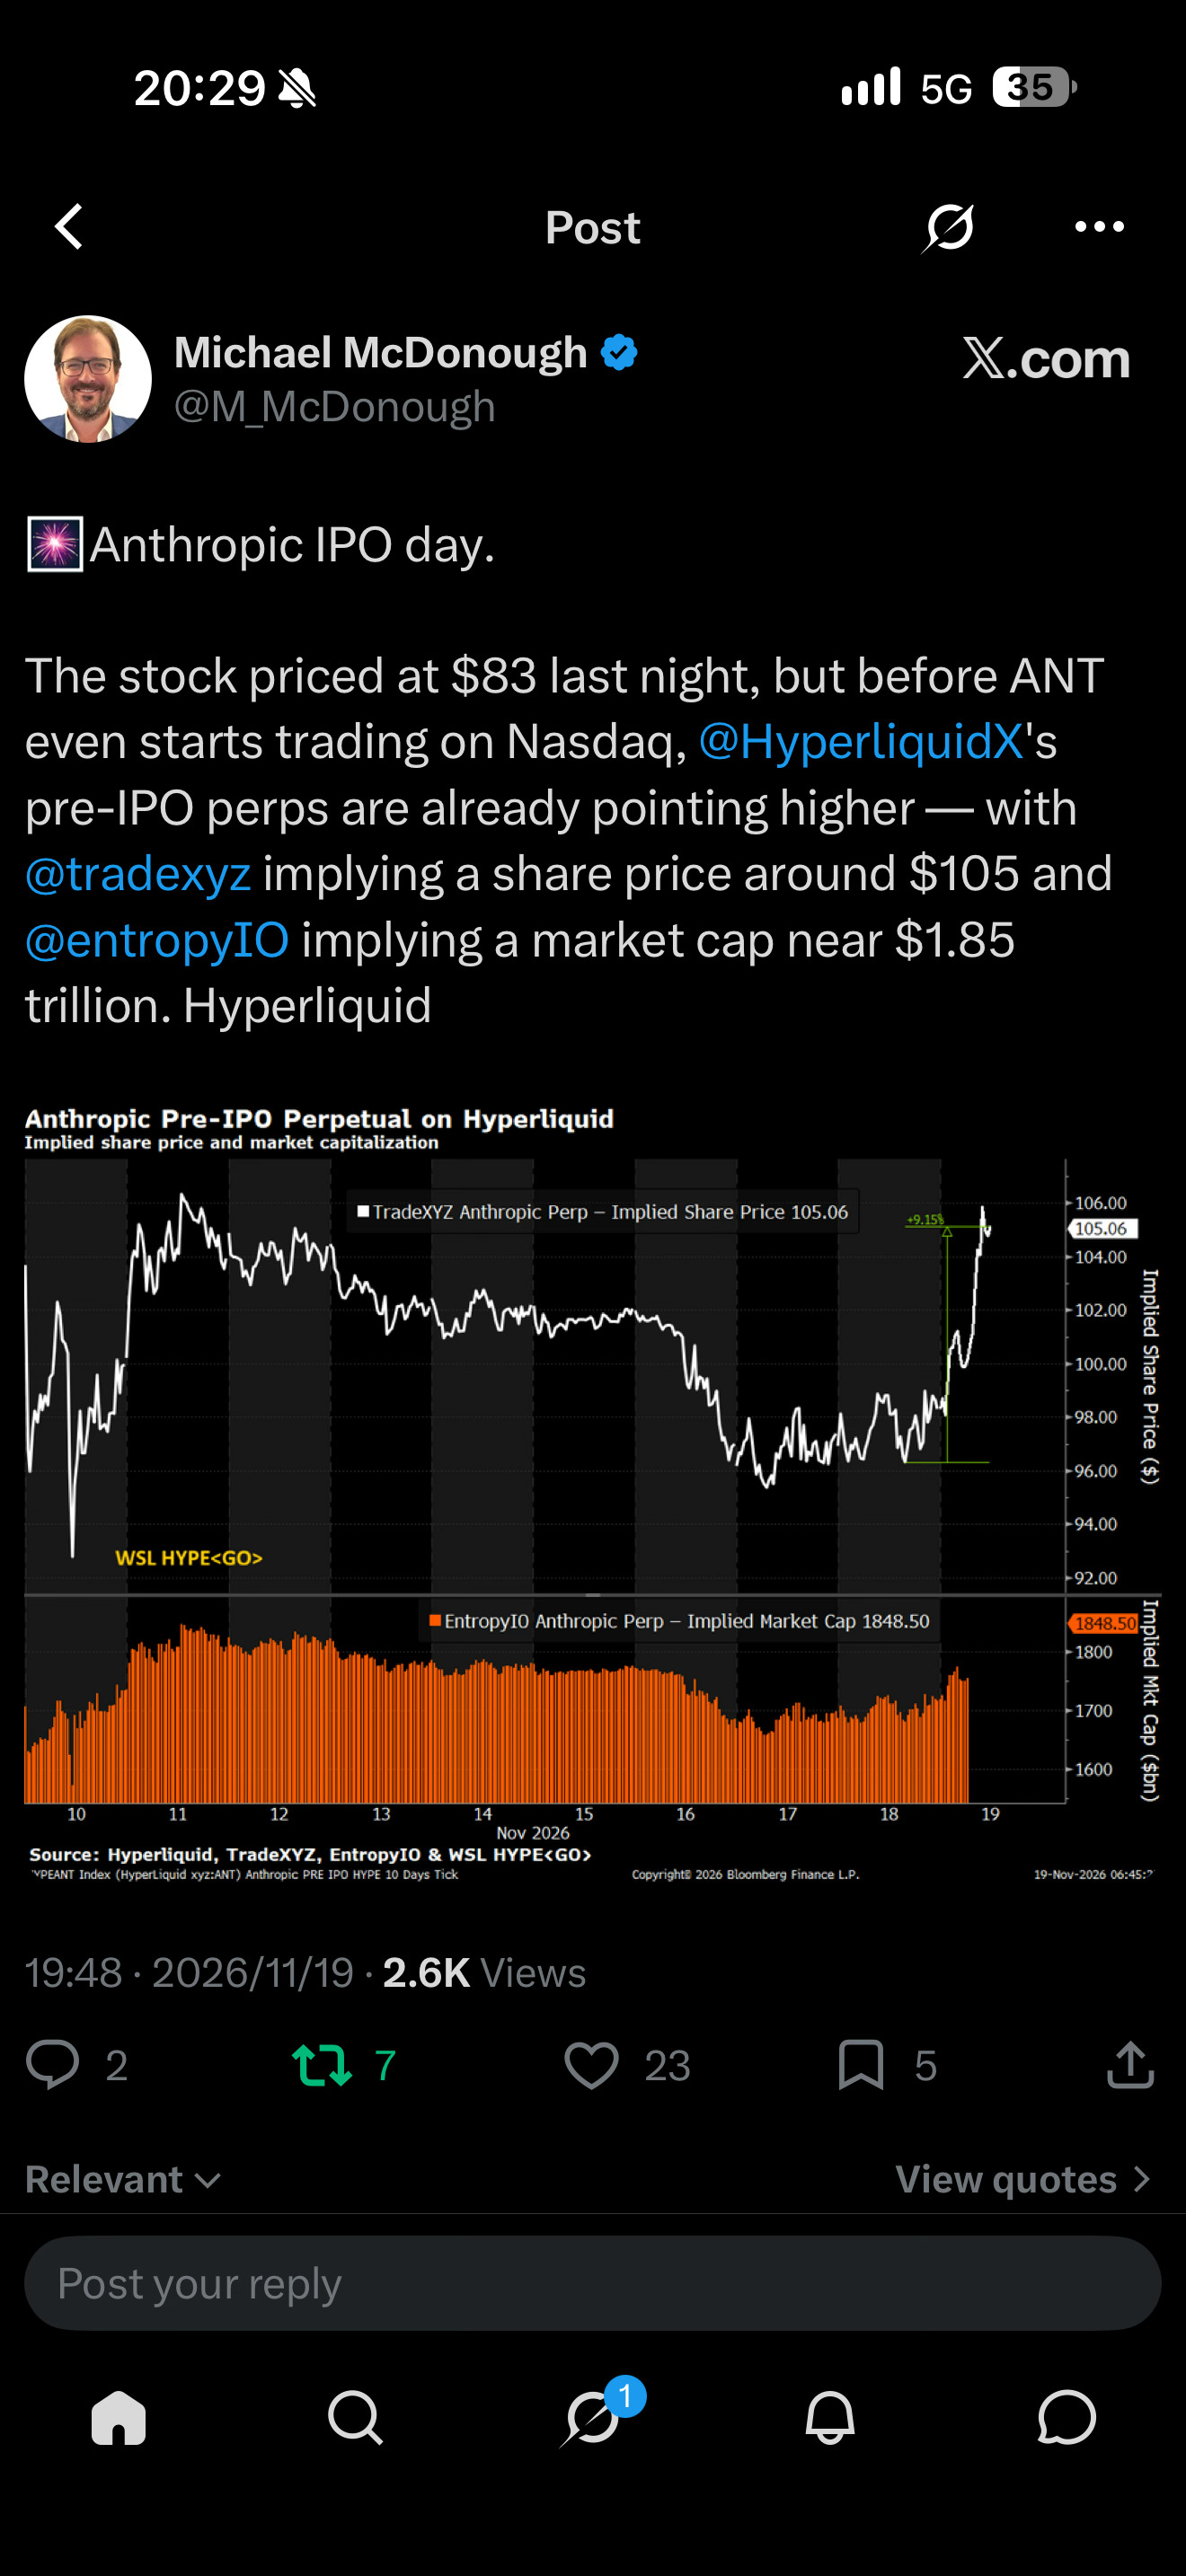 20:29
5G
35
Post
Michael McDonough
X.com
@M_McDonough
Anthropic IPO day.
The stock priced at $83 last night, but before ANT
even starts trading on Nasdaq, @HyperliquidX's
pre-IPO perps are already pointing higher — with
@tradexyz implying a share price around $105 and
@entropyIO implying a market cap near $1.85
trillion. Hyperliquid
Anthropic Pre-IPO Perpetual on Hyperliquid
Implied share price and market capitalization
TradeXYZ Anthropic Perp – Implied Share Price 105.06
+9.15%
106.00
105.06
104.00
102.00
100.00
98.00
96.00
94.00
92.00
Implied Share Price ($)
WSL HYPE<GO>
EntropyIO Anthropic Perp – Implied Market Cap 1848.50
1848.50
1800
1700
1600
Implied Mkt Cap ($bn)
10 11 12 13 14 15 16 17 18 19
Nov 2026
Source: Hyperliquid, TradeXYZ, EntropyIO & WSL HYPE<GO>
YPEANT Index (HyperLiquid xyz:ANT) Anthropic PRE IPO HYPE 10 Days Tick
Copyright© 2026 Bloomberg Finance L.P.
19-Nov-2026 06:45:
19:48 · 2026/11/19 · 2.6K Views
2 7 23 5
Relevant
View quotes
Post your reply
1